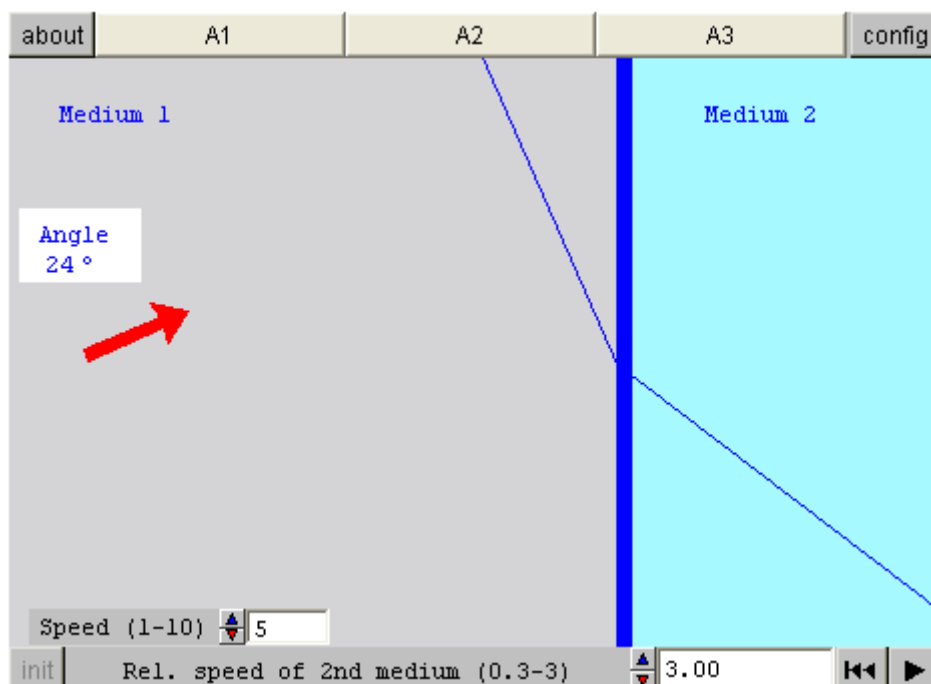 about A1 A2 A3 config
Medium 1 Medium 2
Angle
24°
Speed (1-10) 5
init Rel. speed of 2nd medium (0.3-3) 3.00